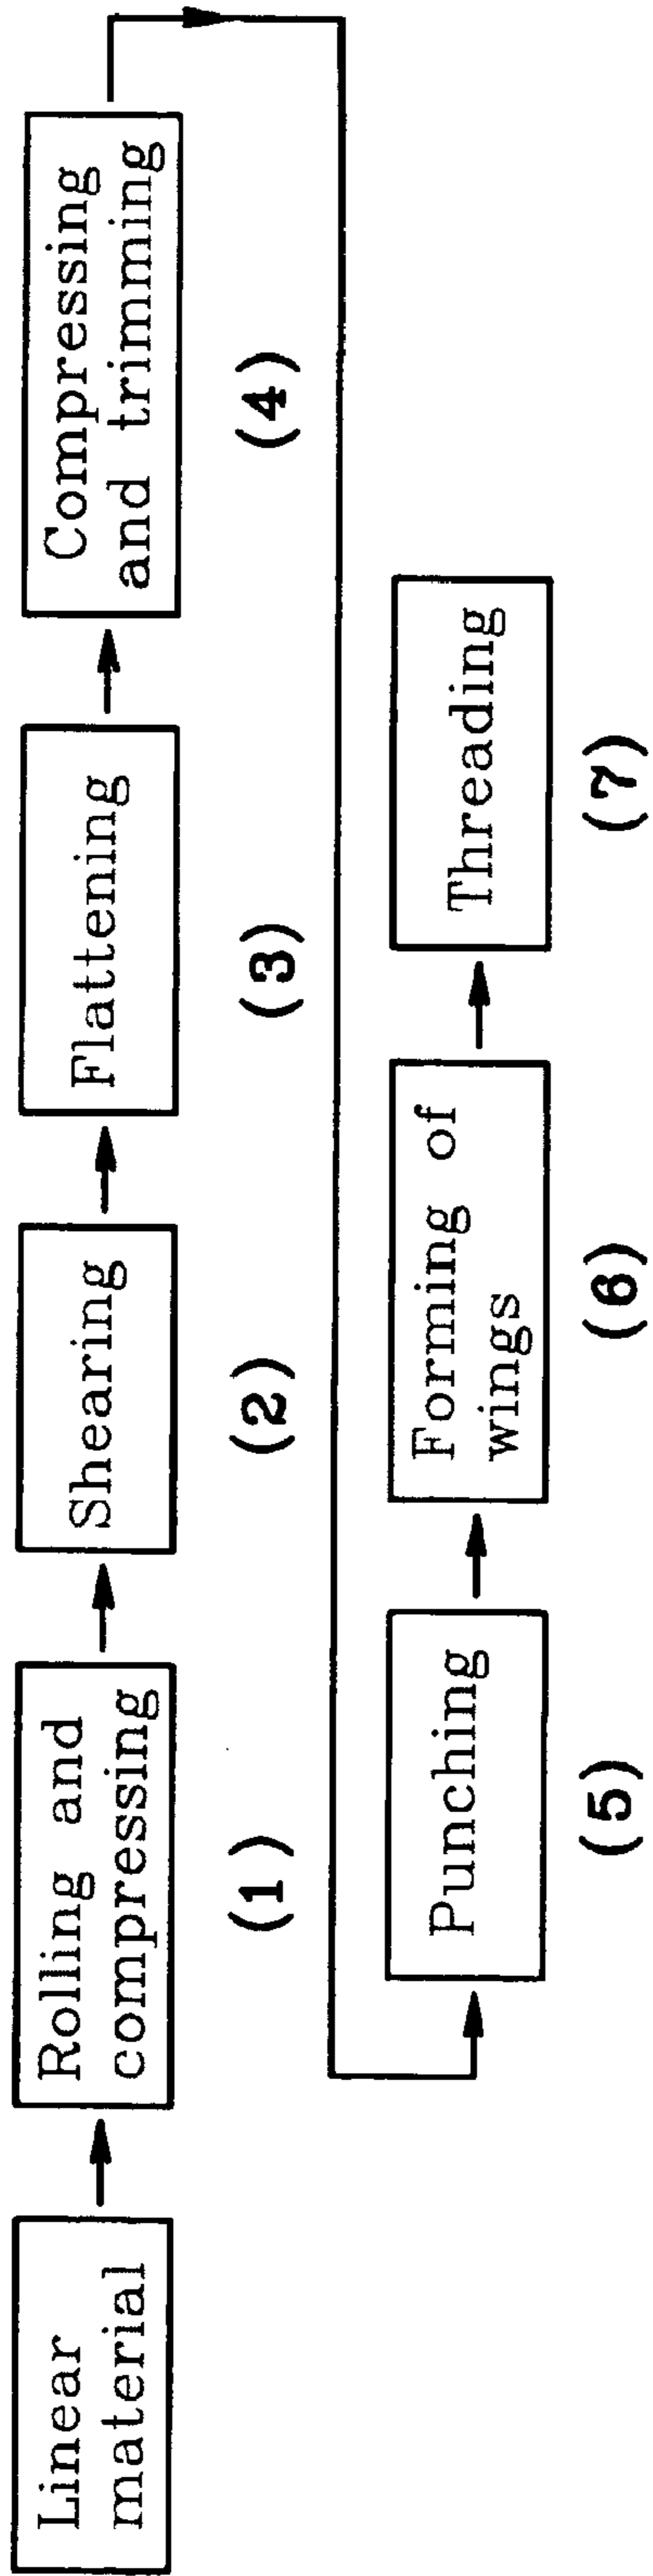 Linear
material
Rolling and
compressing
(1)
Shearing
(2)
Flattening
(3)
Compressing
and trimming
(4)
Punching
(5)
Forming of
wings
(6)
Threading
(7)